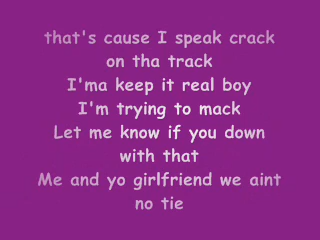 that's cause I speak crack
on tha track
I'ma keep it real boy
I'm trying to mack
Let me know if you down
with that
Me and yo girlfriend we aint
no tie